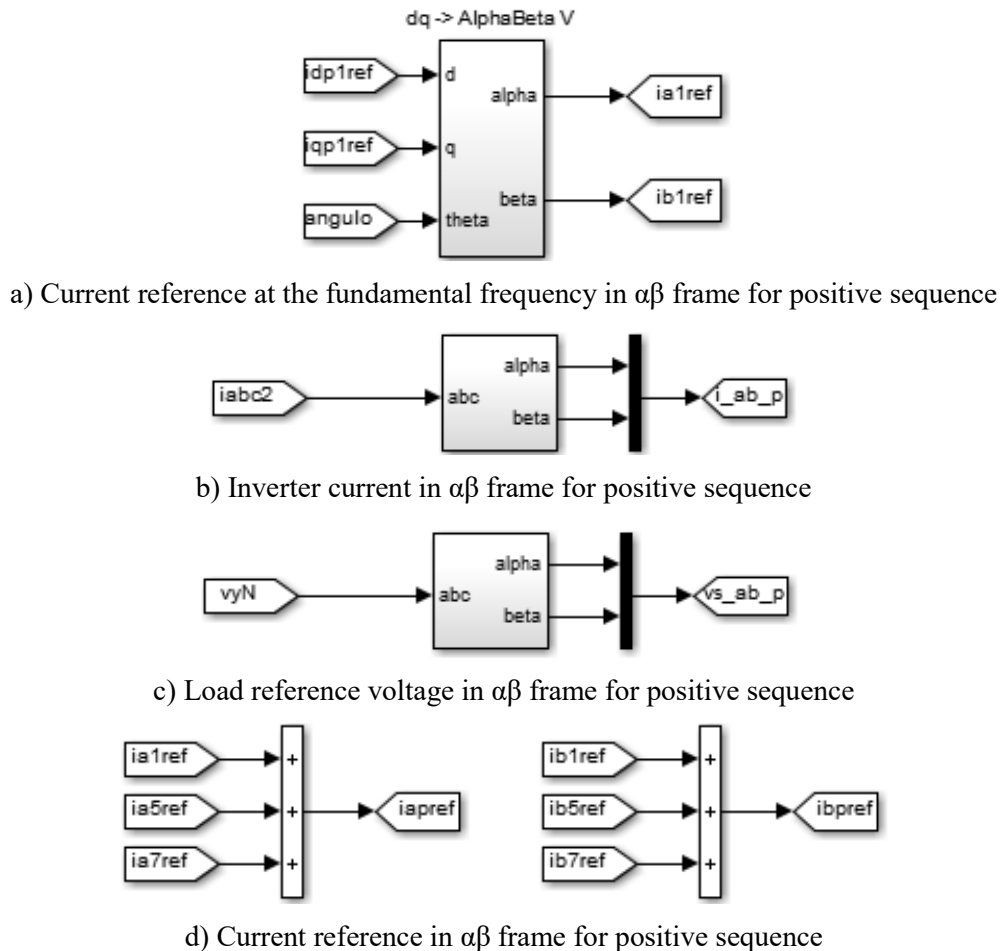 dq -> AlphaBeta V
idp1ref
d
alpha
ia1ref
iqp1ref
q
beta
ib1ref
angulo
theta
a) Current reference at the fundamental frequency in αβ frame for positive sequence
alpha
iabc2
abc
i_ab_p
beta
b) Inverter current in αβ frame for positive sequence
alpha
vyN
abc
vs_ab_p
beta
c) Load reference voltage in αβ frame for positive sequence
ia1ref
+
ia5ref
+
iapref
ia7ref
+
ib1ref
+
ib5ref
+
ibpref
ib7ref
+
d) Current reference in αβ frame for positive sequence